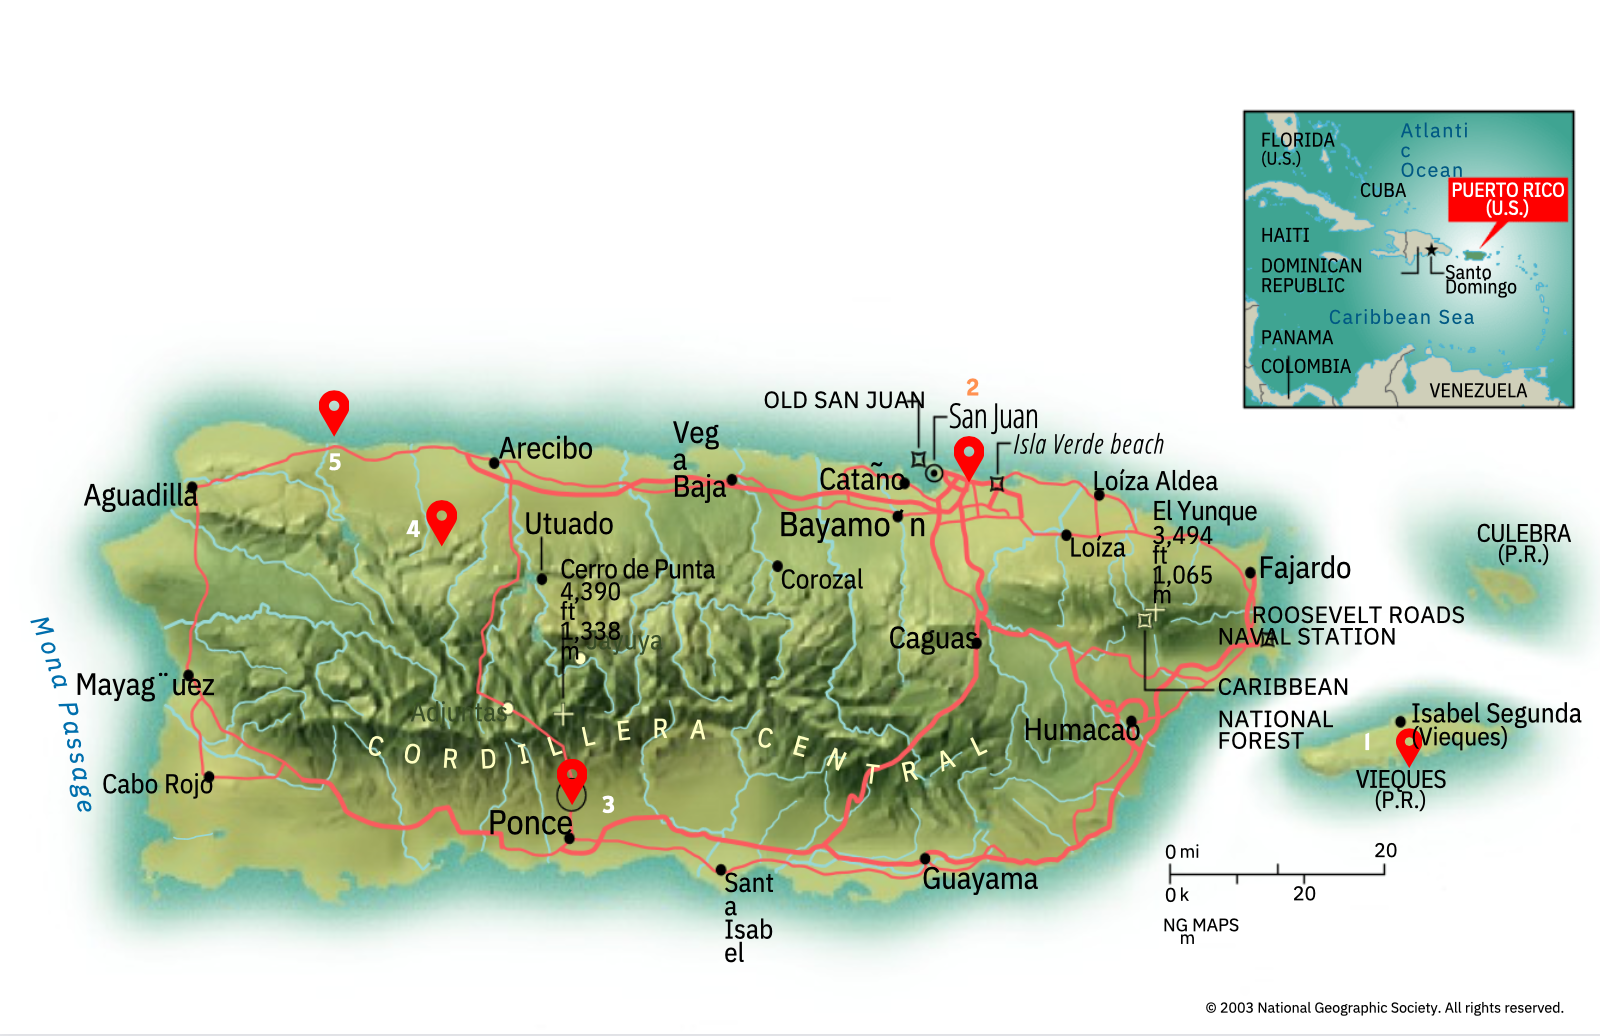 FLORIDA
(U.S.)
Atlanti
c
Ocean
CUBA
PUERTO RICO
(U.S.)
HAITI
DOMINICAN
REPUBLIC
Santo
Domingo
Caribbean Sea
PANAMA
COLOMBIA
VENEZUELA
2
OLD SAN JUAN
San Juan
Isla Verde beach
5
Arecibo
Veg
a
Baja
Cataño
Loíza Aldea
Aguadilla
4
Utuado
Bayamo´n
El Yunque
3,494
ft
1,065
m
Loíza
CULEBRA
(P.R.)
Cerro de Punta
4,390
ft
1,338
m
Corozal
Fajardo
Jayuya
Caguas
ROOSEVELT ROADS
NAVAL STATION
Mona Passage
Mayag¨uez
CARIBBEAN
NATIONAL
FOREST
Adjuntas
CORDILLERA CENTRAL
Humacao
Isabel Segunda
(Vieques)
1
VIEQUES
(P.R.)
Cabo Rojo
3
Ponce
Guayama
Sant
a
Isab
el
0 mi
20
0 k
m
20
NG MAPS
© 2003 National Geographic Society. All rights reserved.